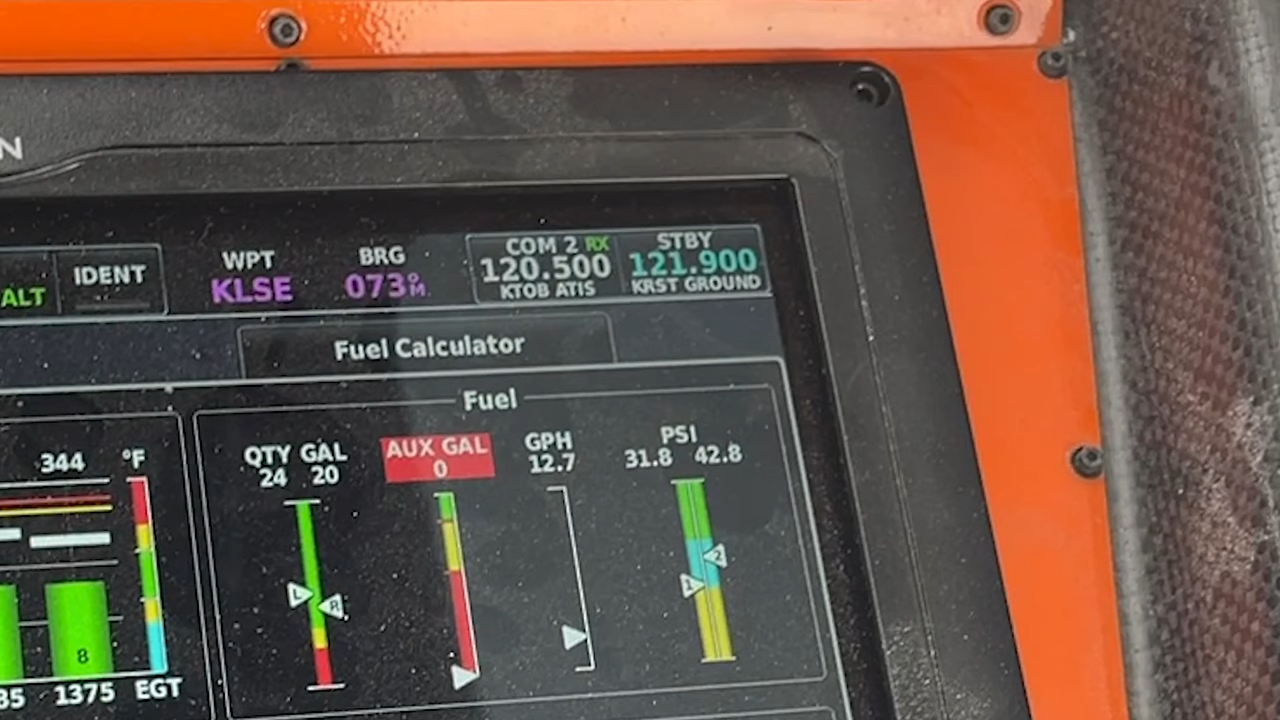 N
ALT
IDENT
WPT
KLSE
BRG
073°M
COM 2 RX
120.500
KTOB ATIS
STBY
121.900
KRST GROUND
Fuel Calculator
Fuel
344
°F
8
35 1375 EGT
QTY GAL
24 20
L
R
AUX GAL
0
GPH
12.7
PSI
31.8 42.8
2
1